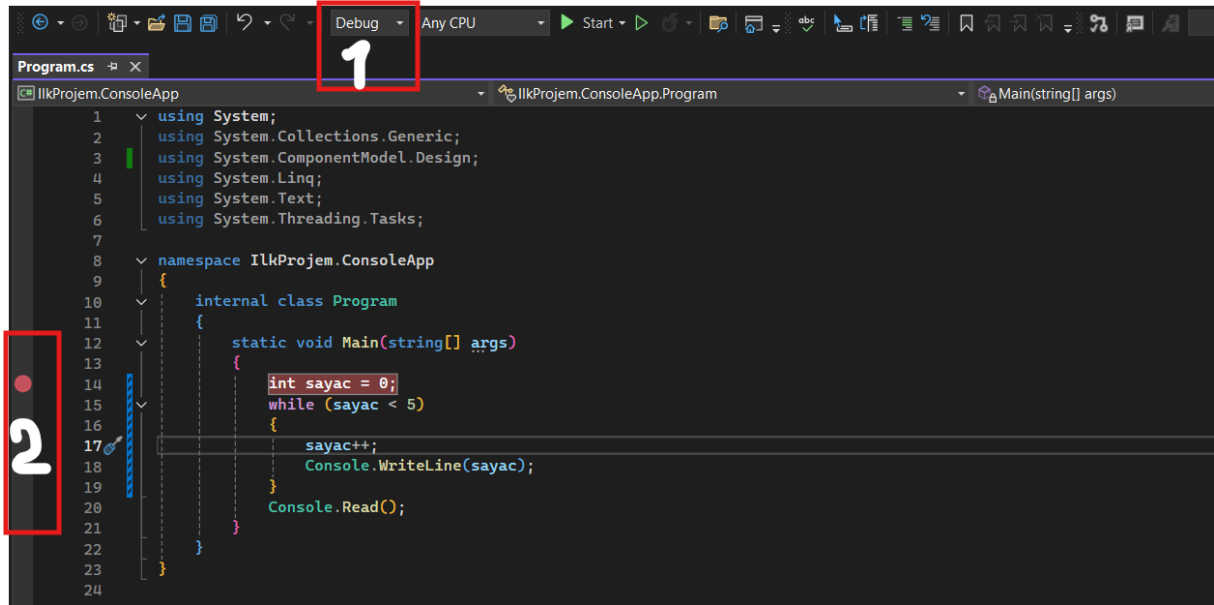 Debug Any CPU Start
1
Program.cs
C# IlkProjem.ConsoleApp IlkProjem.ConsoleApp.Program Main(string[] args)
1 using System;
2 using System.Collections.Generic;
3 using System.ComponentModel.Design;
4 using System.Linq;
5 using System.Text;
6 using System.Threading.Tasks;
7
8 namespace IlkProjem.ConsoleApp
9 {
10 internal class Program
11 {
12 static void Main(string[] args)
13 {
14 int sayac = 0;
15 while (sayac < 5)
16 {
2
17 sayac++;
18 Console.WriteLine(sayac);
19 }
20 Console.Read();
21 }
22 }
23 }
24